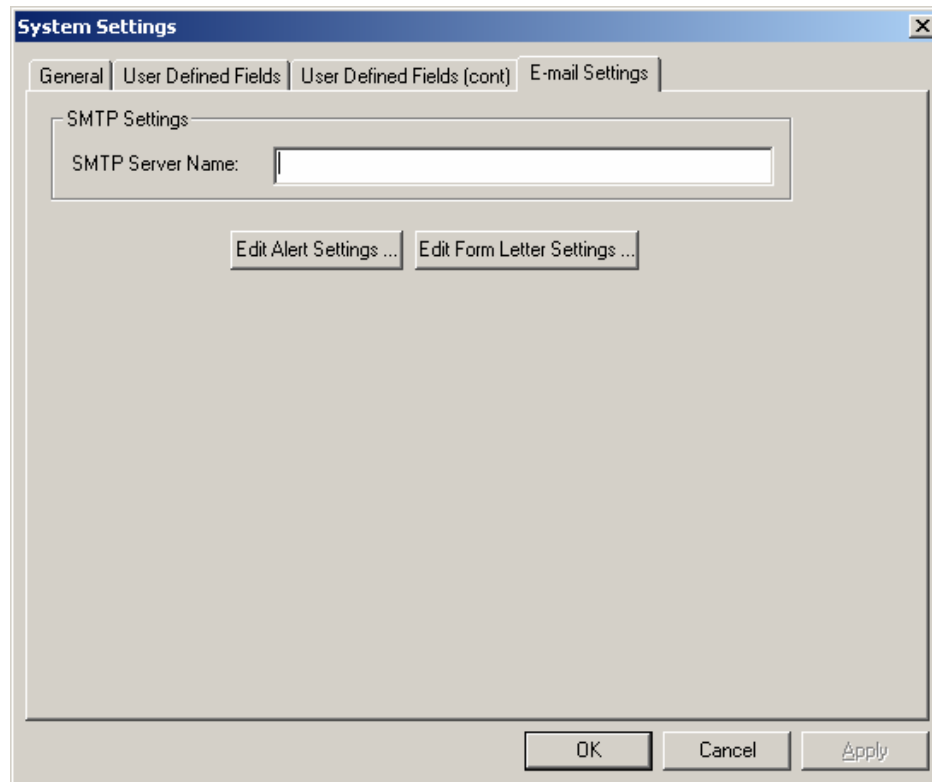 System Settings
General User Defined Fields User Defined Fields (cont) E-mail Settings
SMTP Settings
SMTP Server Name:
Edit Alert Settings ... Edit Form Letter Settings ...
OK Cancel Apply